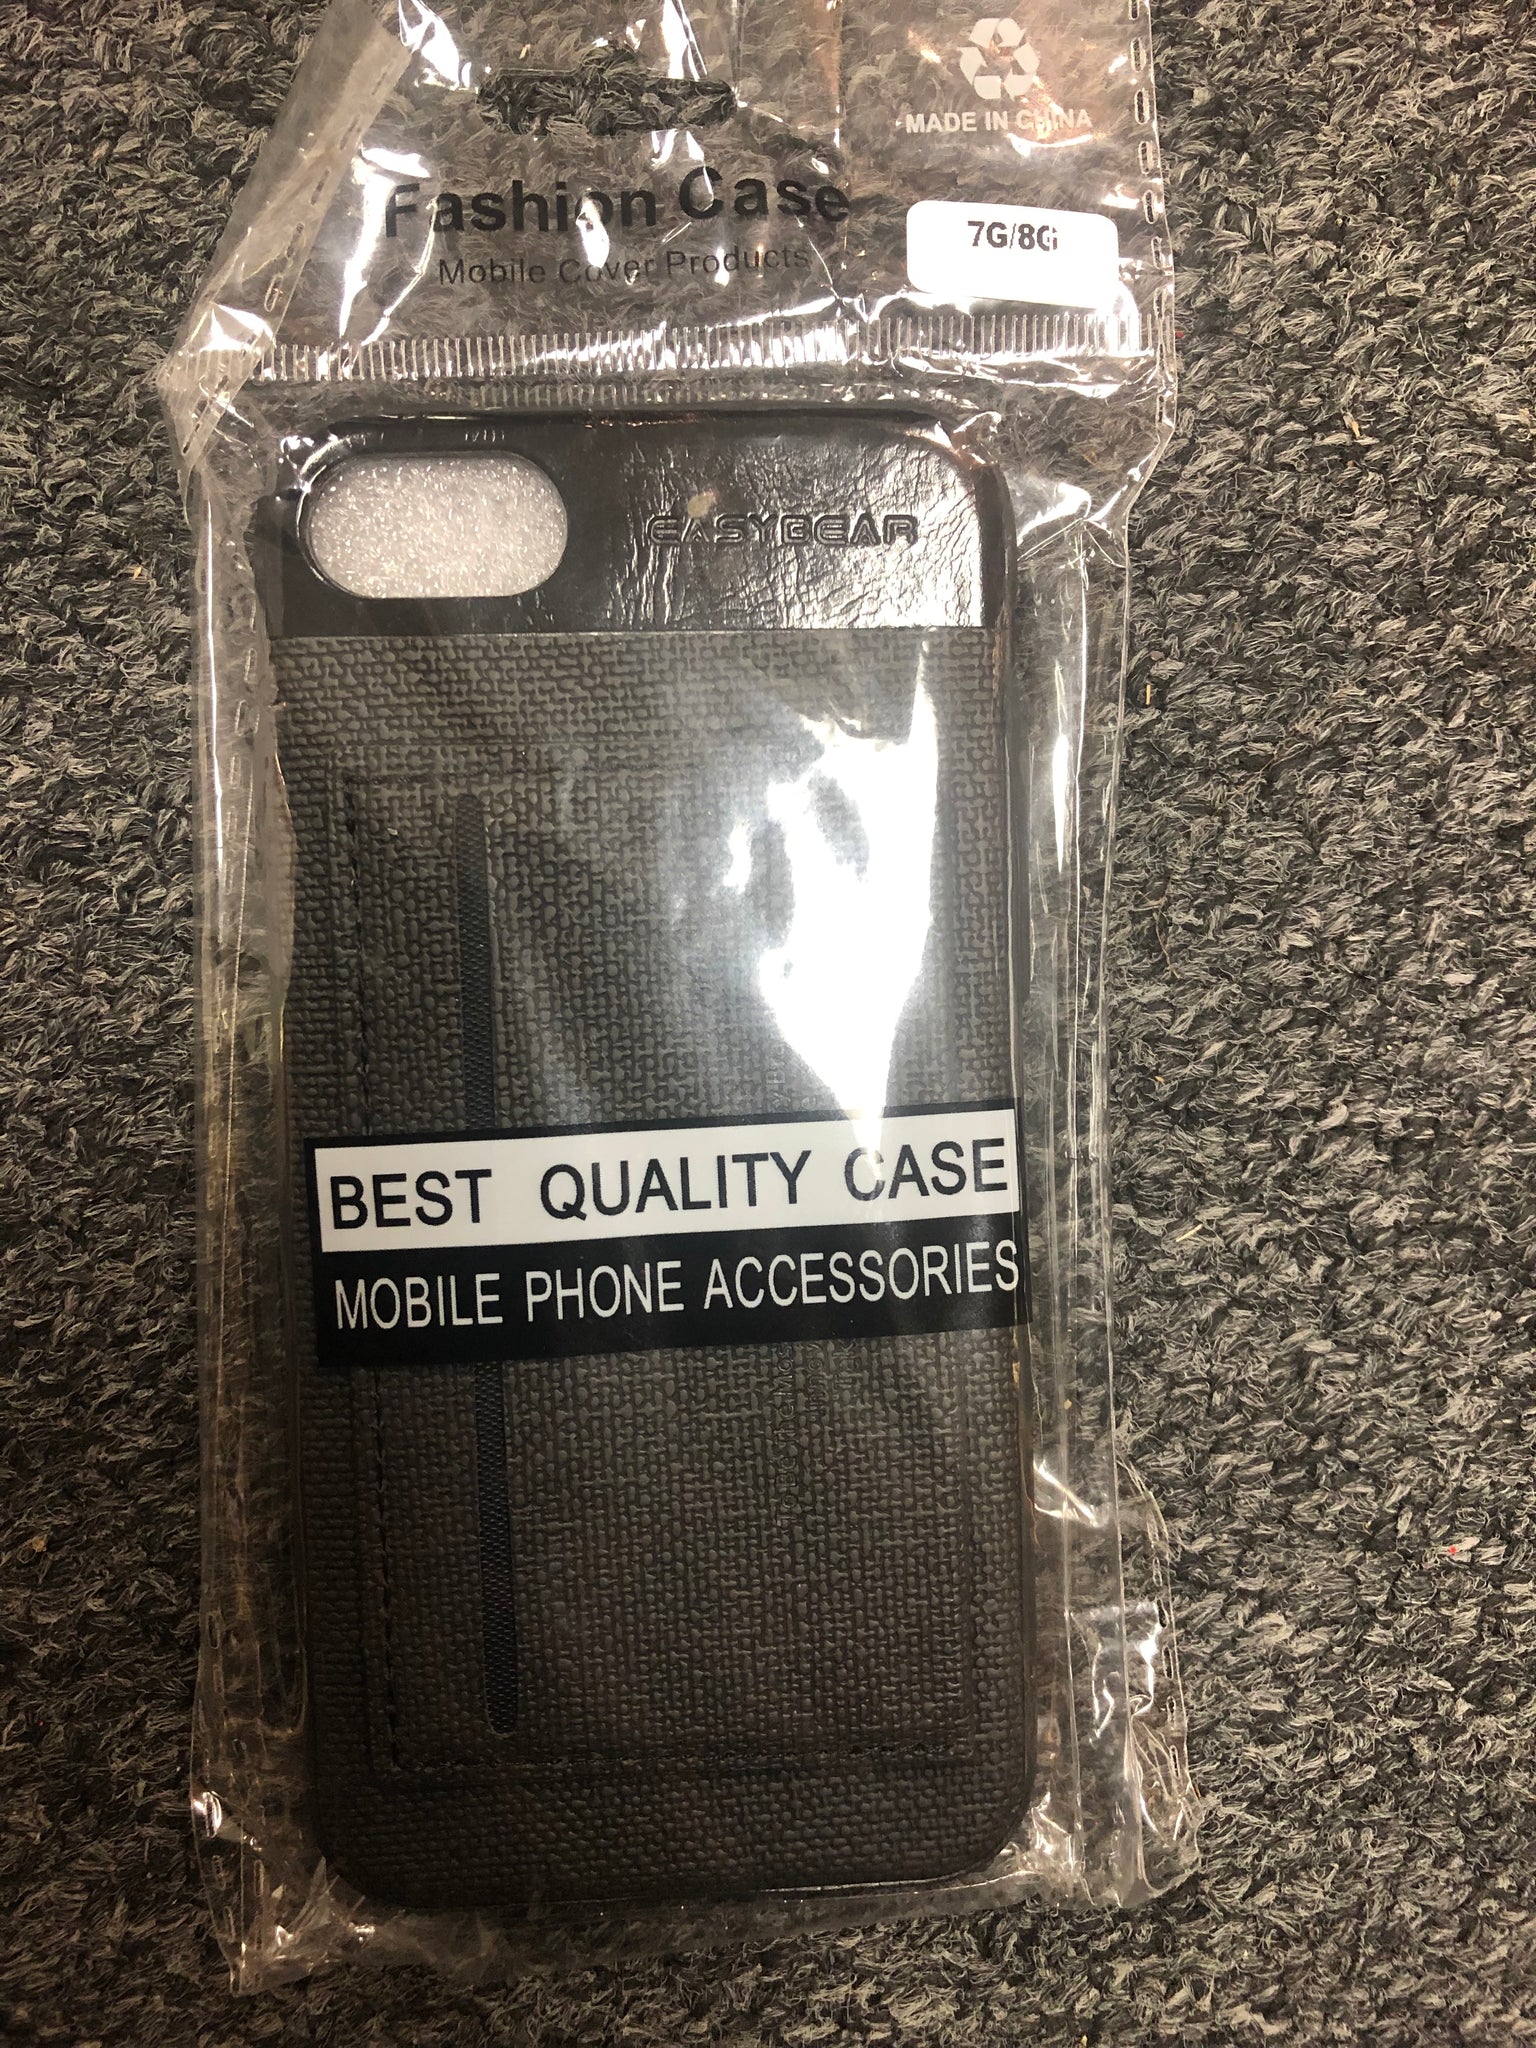 MADE IN CHINA
Fashion Case
7G/8G
Mobile Cover Products
EASYBEAR
BEST QUALITY CASE
MOBILE PHONE ACCESSORIES